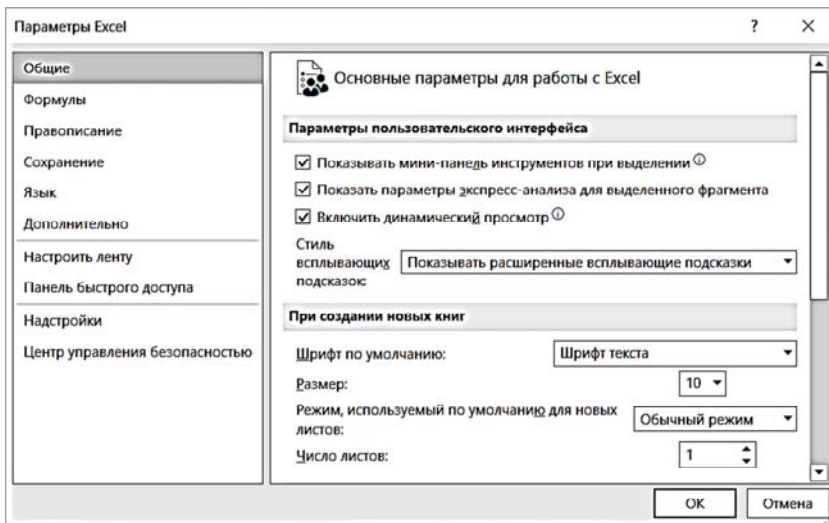 Параметры Excel
?
Общие
Формулы
Правописание
Сохранение
Язык
Дополнительно
Настроить ленту
Панель быстрого доступа
Надстройки
Центр управления безопасностью
Основные параметры для работы с Excel
Параметры пользовательского интерфейса
Показывать мини-панель инструментов при выделении
Показать параметры экспресс-анализа для выделенного фрагмента
Включить динамический просмотр
Стиль
всплывающих
подсказок:
Показывать расширенные всплывающие подсказки
При создании новых книг
Шрифт по умолчанию: Шрифт текста
Размер: 10
Режим, используемый по умолчанию для новых
листов:
Обычный режим
Число листов: 1
ОК Отмена